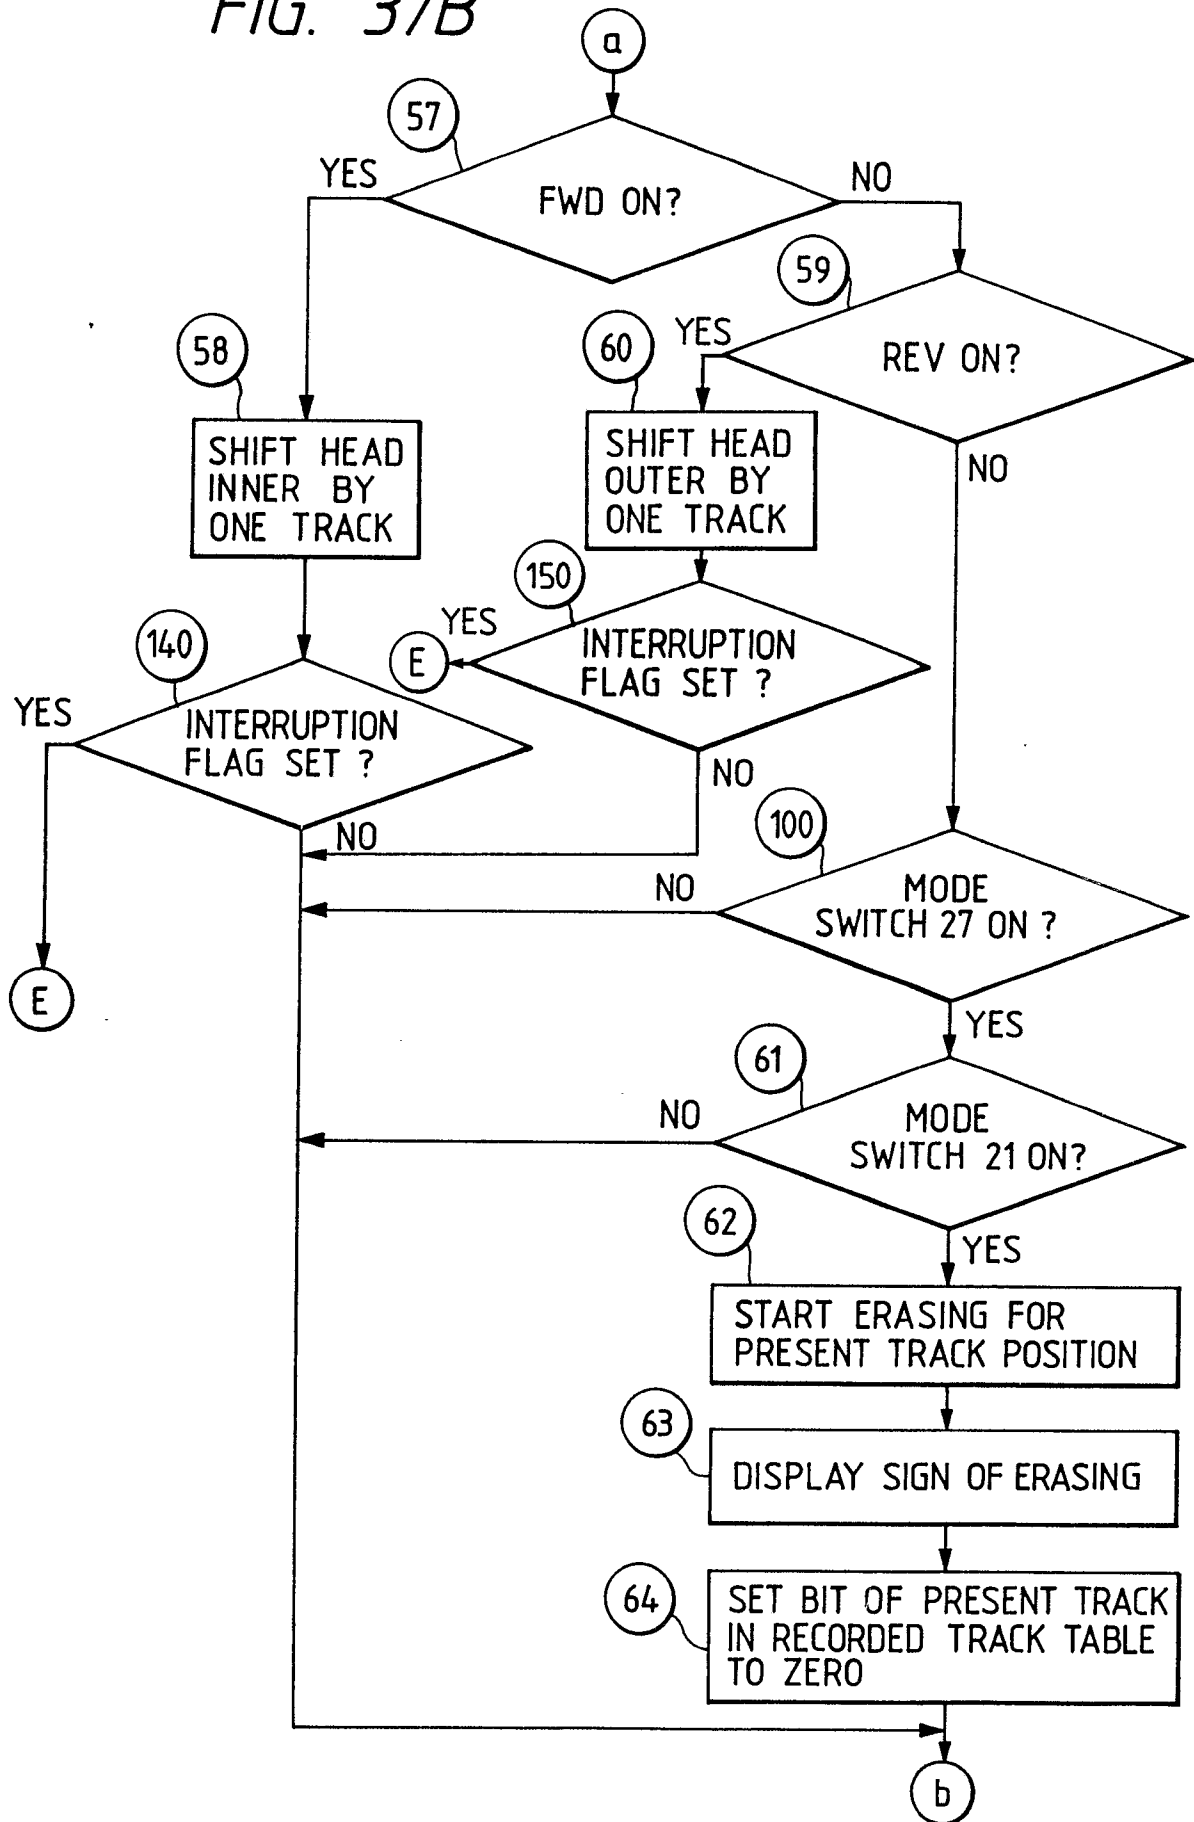 FIG. 37B
a
57
YES
FWD ON?
NO
59
58
60
YES
REV ON?
SHIFT HEAD
INNER BY
ONE TRACK
SHIFT HEAD
OUTER BY
ONE TRACK
NO
140
150
YES
E
INTERRUPTION
FLAG SET ?
YES
INTERRUPTION
FLAG SET ?
NO
NO
E
100
NO
MODE
SWITCH 27 ON ?
YES
61
NO
MODE
SWITCH 21 ON?
YES
62
START ERASING FOR
PRESENT TRACK POSITION
63
DISPLAY SIGN OF ERASING
64
SET BIT OF PRESENT TRACK
IN RECORDED TRACK TABLE
TO ZERO
b